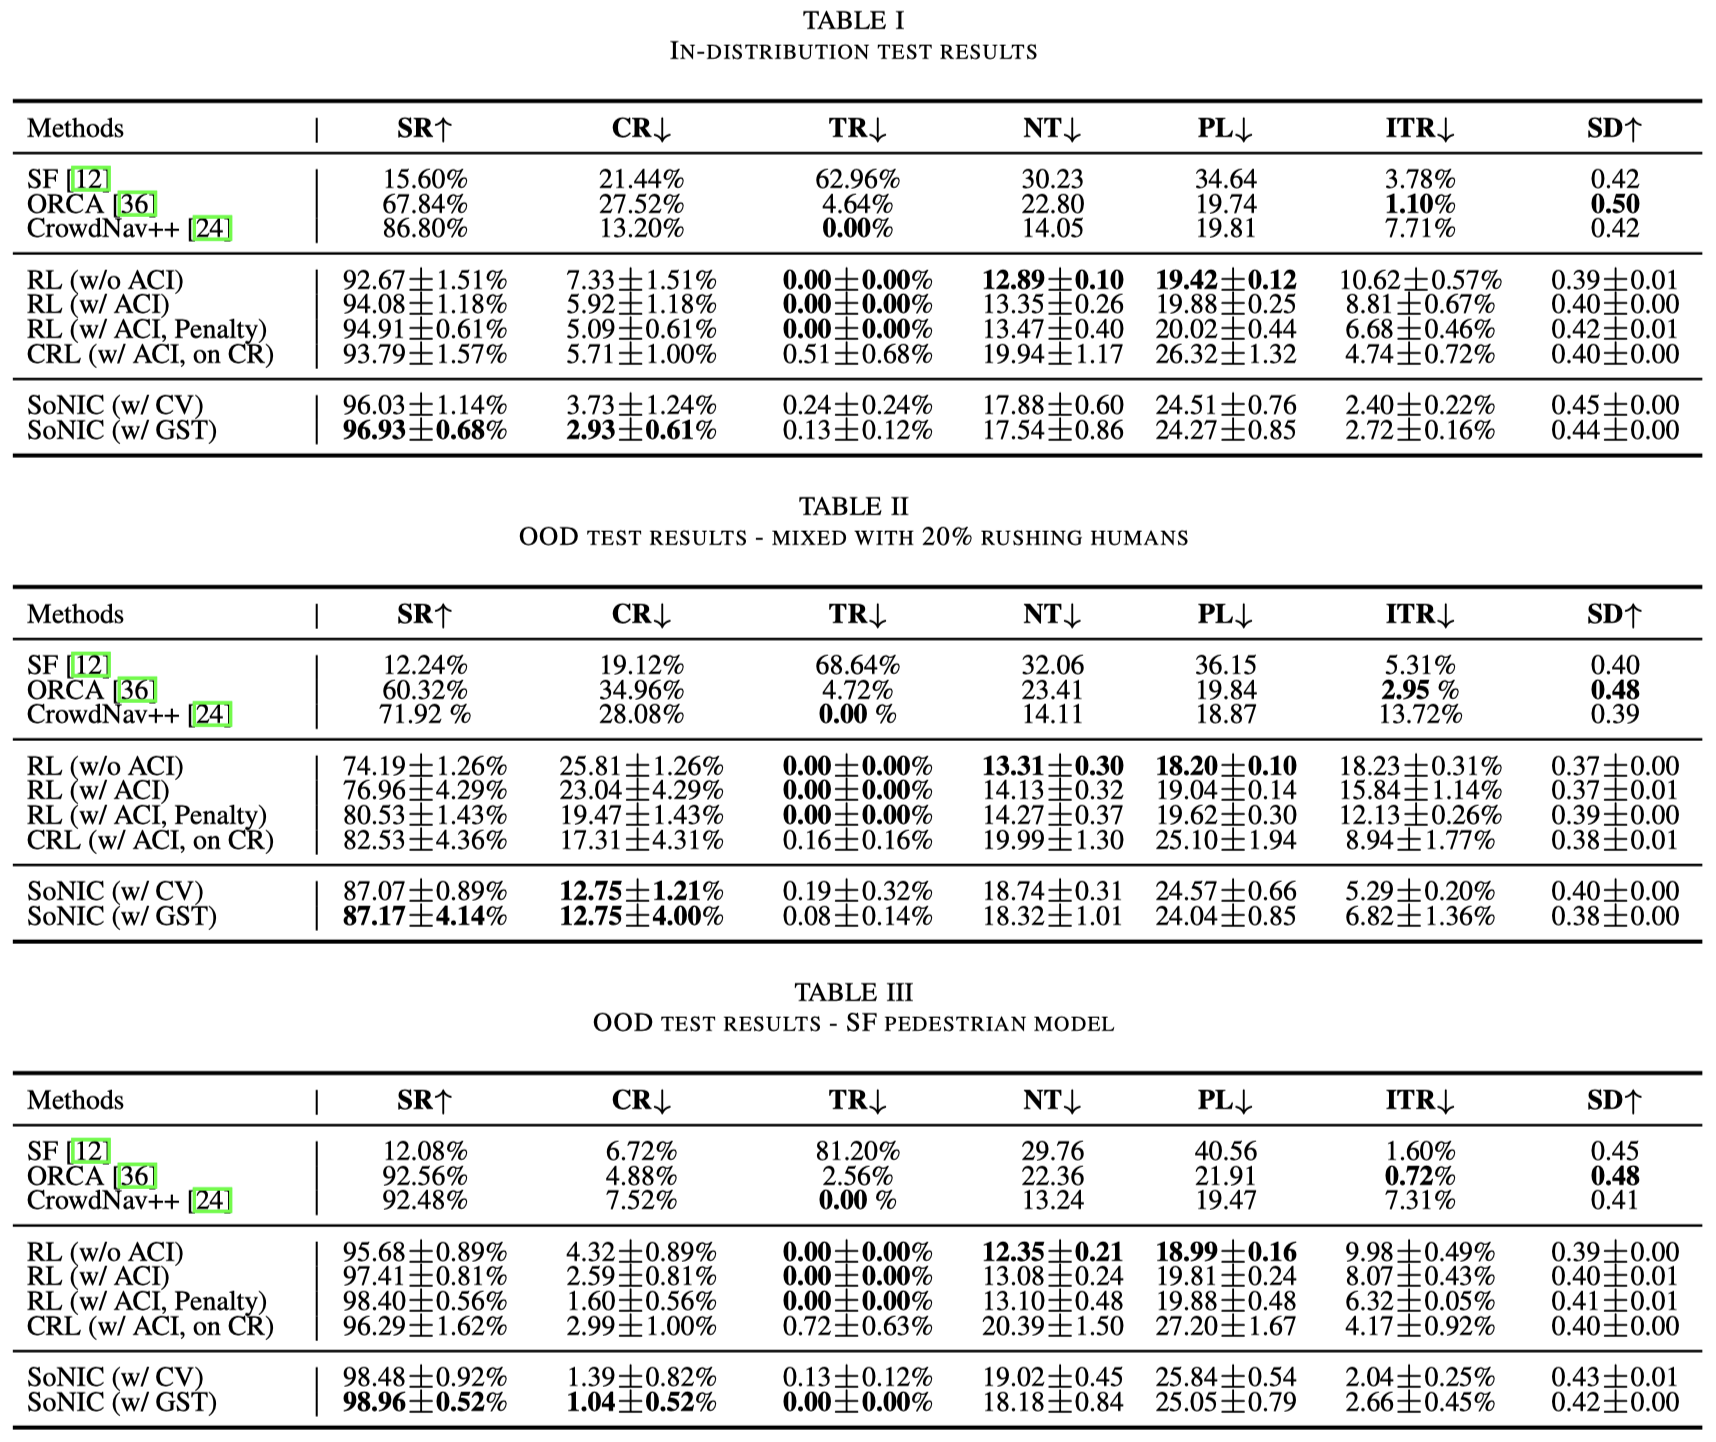 TABLE I
IN-DISTRIBUTION TEST RESULTS
Methods | SR↑ CR↓ TR↓ NT↓ PL↓ ITR↓ SD↑
SF [12] | 15.60% 21.44% 62.96% 30.23 34.64 3.78% 0.42
ORCA [36] | 67.84% 27.52% 4.64% 22.80 19.74 1.10% 0.50
CrowdNav++ [24] | 86.80% 13.20% 0.00% 14.05 19.81 7.71% 0.42
RL (w/o ACI) | 92.67±1.51% 7.33±1.51% 0.00±0.00% 12.89±0.10 19.42±0.12 10.62±0.57% 0.39±0.01
RL (w/ ACI) | 94.08±1.18% 5.92±1.18% 0.00±0.00% 13.35±0.26 19.88±0.25 8.81±0.67% 0.40±0.00
RL (w/ ACI, Penalty) | 94.91±0.61% 5.09±0.61% 0.00±0.00% 13.47±0.40 20.02±0.44 6.68±0.46% 0.42±0.01
CRL (w/ ACI, on CR) | 93.79±1.57% 5.71±1.00% 0.51±0.68% 19.94±1.17 26.32±1.32 4.74±0.72% 0.40±0.00
SoNIC (w/ CV) | 96.03±1.14% 3.73±1.24% 0.24±0.24% 17.88±0.60 24.51±0.76 2.40±0.22% 0.45±0.00
SoNIC (w/ GST) | 96.93±0.68% 2.93±0.61% 0.13±0.12% 17.54±0.86 24.27±0.85 2.72±0.16% 0.44±0.00
TABLE II
OOD TEST RESULTS - MIXED WITH 20% RUSHING HUMANS
Methods | SR↑ CR↓ TR↓ NT↓ PL↓ ITR↓ SD↑
SF [12] | 12.24% 19.12% 68.64% 32.06 36.15 5.31% 0.40
ORCA [36] | 60.32% 34.96% 4.72% 23.41 19.84 2.95 % 0.48
CrowdNav++ [24] | 71.92 % 28.08% 0.00 % 14.11 18.87 13.72% 0.39
RL (w/o ACI) | 74.19±1.26% 25.81±1.26% 0.00±0.00% 13.31±0.30 18.20±0.10 18.23±0.31% 0.37±0.00
RL (w/ ACI) | 76.96±4.29% 23.04±4.29% 0.00±0.00% 14.13±0.32 19.04±0.14 15.84±1.14% 0.37±0.01
RL (w/ ACI, Penalty) | 80.53±1.43% 19.47±1.43% 0.00±0.00% 14.27±0.37 19.62±0.30 12.13±0.26% 0.39±0.00
CRL (w/ ACI, on CR) | 82.53±4.36% 17.31±4.31% 0.16±0.16% 19.99±1.30 25.10±1.94 8.94±1.77% 0.38±0.01
SoNIC (w/ CV) | 87.07±0.89% 12.75±1.21% 0.19±0.32% 18.74±0.31 24.57±0.66 5.29±0.20% 0.40±0.00
SoNIC (w/ GST) | 87.17±4.14% 12.75±4.00% 0.08±0.14% 18.32±1.01 24.04±0.85 6.82±1.36% 0.38±0.00
TABLE III
OOD TEST RESULTS - SF PEDESTRIAN MODEL
Methods | SR↑ CR↓ TR↓ NT↓ PL↓ ITR↓ SD↑
SF [12] | 12.08% 6.72% 81.20% 29.76 40.56 1.60% 0.45
ORCA [36] | 92.56% 4.88% 2.56% 22.36 21.91 0.72% 0.48
CrowdNav++ [24] | 92.48% 7.52% 0.00 % 13.24 19.47 7.31% 0.41
RL (w/o ACI) | 95.68±0.89% 4.32±0.89% 0.00±0.00% 12.35±0.21 18.99±0.16 9.98±0.49% 0.39±0.00
RL (w/ ACI) | 97.41±0.81% 2.59±0.81% 0.00±0.00% 13.08±0.24 19.81±0.24 8.07±0.43% 0.40±0.01
RL (w/ ACI, Penalty) | 98.40±0.56% 1.60±0.56% 0.00±0.00% 13.10±0.48 19.88±0.48 6.32±0.05% 0.41±0.01
CRL (w/ ACI, on CR) | 96.29±1.62% 2.99±1.00% 0.72±0.63% 20.39±1.50 27.20±1.67 4.17±0.92% 0.40±0.00
SoNIC (w/ CV) | 98.48±0.92% 1.39±0.82% 0.13±0.12% 19.02±0.45 25.84±0.54 2.04±0.25% 0.43±0.01
SoNIC (w/ GST) | 98.96±0.52% 1.04±0.52% 0.00±0.00% 18.18±0.84 25.05±0.79 2.66±0.45% 0.42±0.00